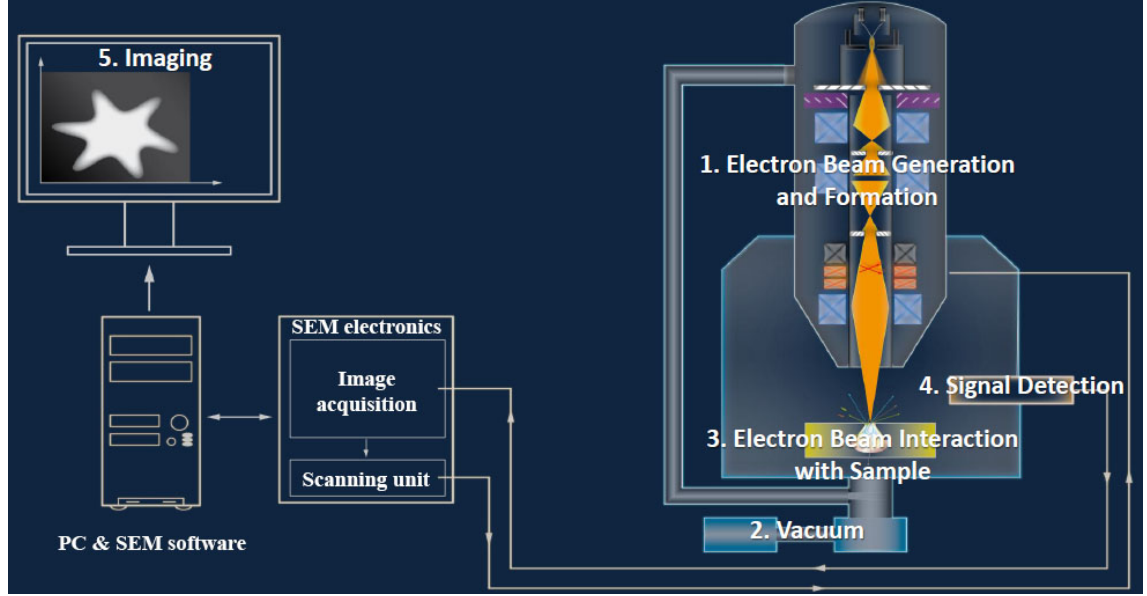 5. Imaging
1. Electron Beam Generation
and Formation
SEM electronics
Image
acquisition
4. Signal Detection
3. Electron Beam Interaction
with Sample
Scanning unit
2. Vacuum
PC & SEM software